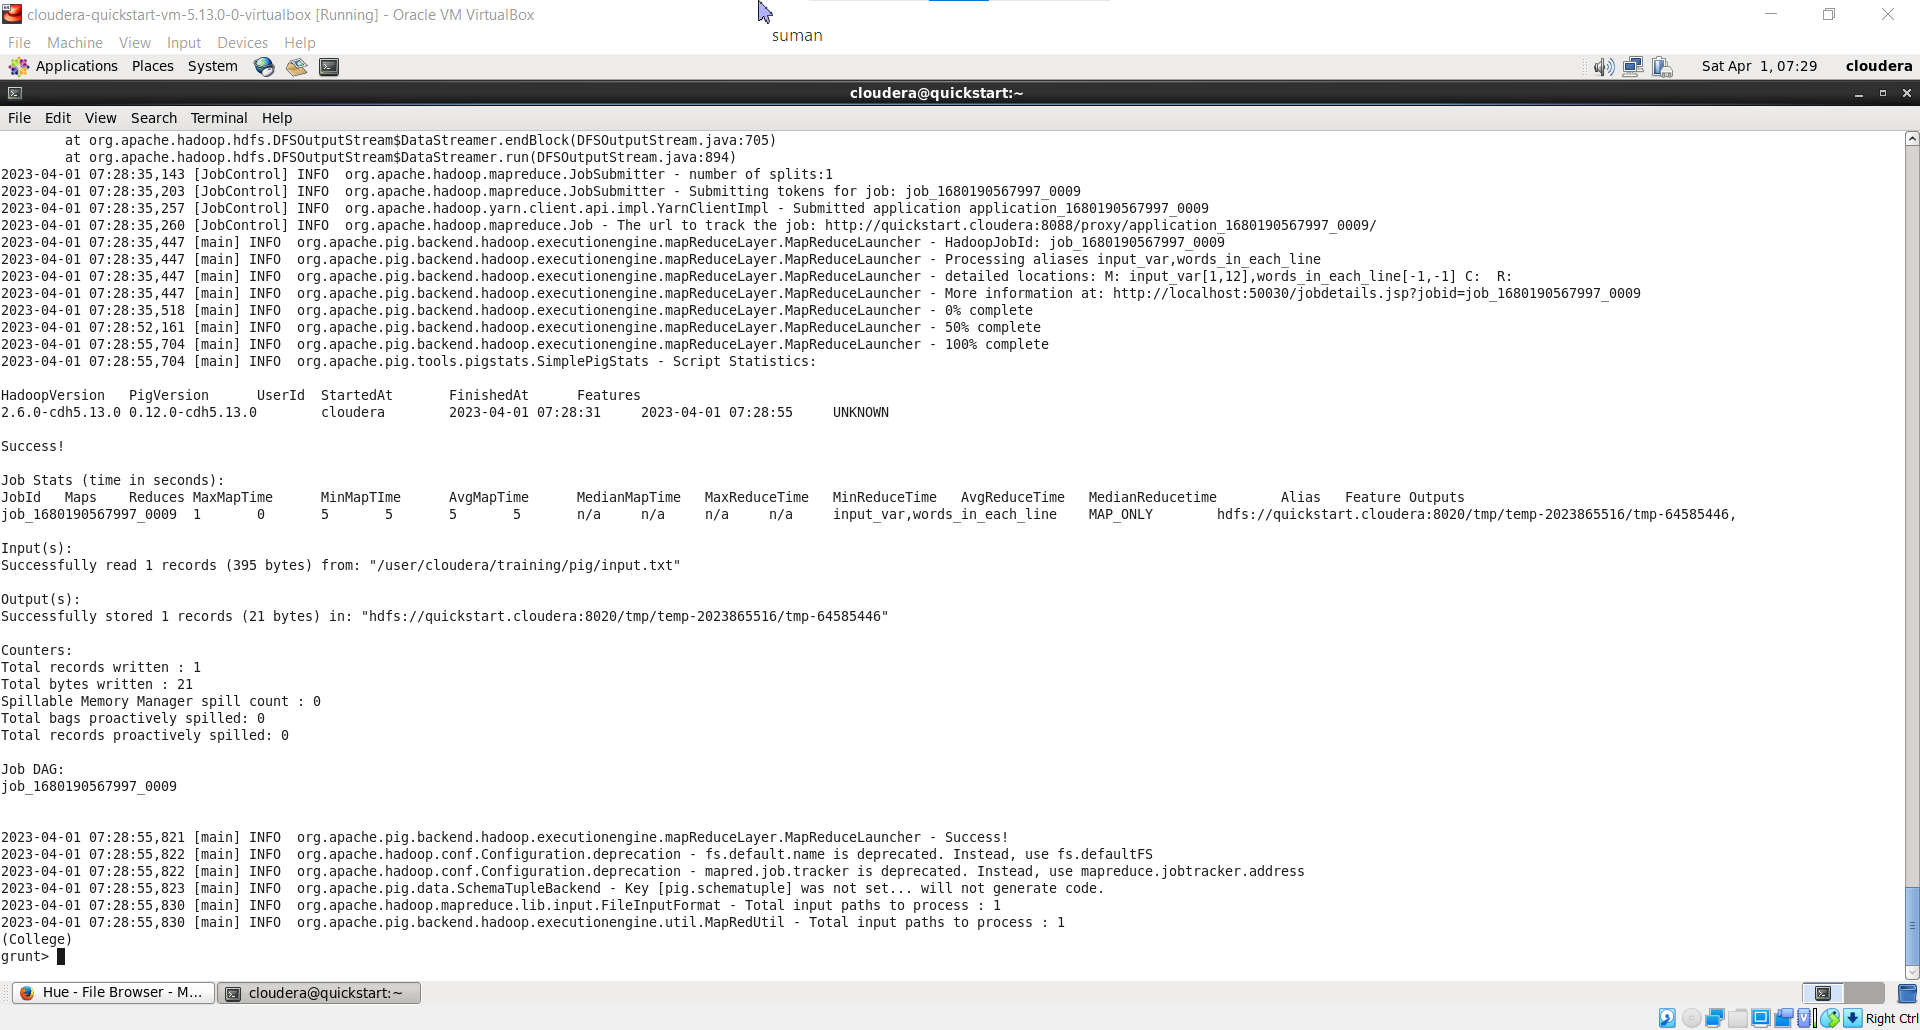 cloudera-quickstart-vm-5.13.0-0-virtualbox [Running] - Oracle VM VirtualBox
suman
File Machine View Input Devices Help
Applications Places System Sat Apr 1, 07:29 cloudera
cloudera@quickstart:~
File Edit View Search Terminal Help
at org.apache.hadoop.hdfs.DFSOutputStream$DataStreamer.endBlock(DFSOutputStream.java:705)
at org.apache.hadoop.hdfs.DFSOutputStream$DataStreamer.run(DFSOutputStream.java:894)
2023-04-01 07:28:35,143 [JobControl] INFO org.apache.hadoop.mapreduce.JobSubmitter - number of splits:1
2023-04-01 07:28:35,203 [JobControl] INFO org.apache.hadoop.mapreduce.JobSubmitter - Submitting tokens for job: job_1680190567997_0009
2023-04-01 07:28:35,257 [JobControl] INFO org.apache.hadoop.yarn.client.api.impl.YarnClientImpl - Submitted application application_1680190567997_0009
2023-04-01 07:28:35,260 [JobControl] INFO org.apache.hadoop.mapreduce.Job - The url to track the job: http://quickstart.cloudera:8088/proxy/application_1680190567997_0009/
2023-04-01 07:28:35,447 [main] INFO org.apache.pig.backend.hadoop.executionengine.mapReduceLayer.MapReduceLauncher - HadoopJobId: job_1680190567997_0009
2023-04-01 07:28:35,447 [main] INFO org.apache.pig.backend.hadoop.executionengine.mapReduceLayer.MapReduceLauncher - Processing aliases input_var,words_in_each_line
2023-04-01 07:28:35,447 [main] INFO org.apache.pig.backend.hadoop.executionengine.mapReduceLayer.MapReduceLauncher - detailed locations: M: input_var[1,12],words_in_each_line[-1,-1] C: R:
2023-04-01 07:28:35,447 [main] INFO org.apache.pig.backend.hadoop.executionengine.mapReduceLayer.MapReduceLauncher - More information at: http://localhost:50030/jobdetails.jsp?jobid=job_1680190567997_0009
2023-04-01 07:28:35,518 [main] INFO org.apache.pig.backend.hadoop.executionengine.mapReduceLayer.MapReduceLauncher - 0% complete
2023-04-01 07:28:52,161 [main] INFO org.apache.pig.backend.hadoop.executionengine.mapReduceLayer.MapReduceLauncher - 50% complete
2023-04-01 07:28:55,704 [main] INFO org.apache.pig.backend.hadoop.executionengine.mapReduceLayer.MapReduceLauncher - 100% complete
2023-04-01 07:28:55,704 [main] INFO org.apache.pig.tools.pigstats.SimplePigStats - Script Statistics:
HadoopVersion PigVersion UserId StartedAt FinishedAt Features
2.6.0-cdh5.13.0 0.12.0-cdh5.13.0 cloudera 2023-04-01 07:28:31 2023-04-01 07:28:55 UNKNOWN
Success!
Job Stats (time in seconds):
JobId Maps Reduces MaxMapTime MinMapTIme AvgMapTime MedianMapTime MaxReduceTime MinReduceTime AvgReduceTime MedianReducetime Alias Feature Outputs
job_1680190567997_0009 1 0 5 5 5 5 n/a n/a n/a n/a input_var,words_in_each_line MAP_ONLY hdfs://quickstart.cloudera:8020/tmp/temp-2023865516/tmp-64585446,
Input(s):
Successfully read 1 records (395 bytes) from: "/user/cloudera/training/pig/input.txt"
Output(s):
Successfully stored 1 records (21 bytes) in: "hdfs://quickstart.cloudera:8020/tmp/temp-2023865516/tmp-64585446"
Counters:
Total records written : 1
Total bytes written : 21
Spillable Memory Manager spill count : 0
Total bags proactively spilled: 0
Total records proactively spilled: 0
Job DAG:
job_1680190567997_0009
2023-04-01 07:28:55,821 [main] INFO org.apache.pig.backend.hadoop.executionengine.mapReduceLayer.MapReduceLauncher - Success!
2023-04-01 07:28:55,822 [main] INFO org.apache.hadoop.conf.Configuration.deprecation - fs.default.name is deprecated. Instead, use fs.defaultFS
2023-04-01 07:28:55,822 [main] INFO org.apache.hadoop.conf.Configuration.deprecation - mapred.job.tracker is deprecated. Instead, use mapreduce.jobtracker.address
2023-04-01 07:28:55,823 [main] INFO org.apache.pig.data.SchemaTupleBackend - Key [pig.schematuple] was not set... will not generate code.
2023-04-01 07:28:55,830 [main] INFO org.apache.hadoop.mapreduce.lib.input.FileInputFormat - Total input paths to process : 1
2023-04-01 07:28:55,830 [main] INFO org.apache.pig.backend.hadoop.executionengine.util.MapRedUtil - Total input paths to process : 1
(College)
grunt>
Hue - File Browser - M... cloudera@quickstart:~
Right Ctrl